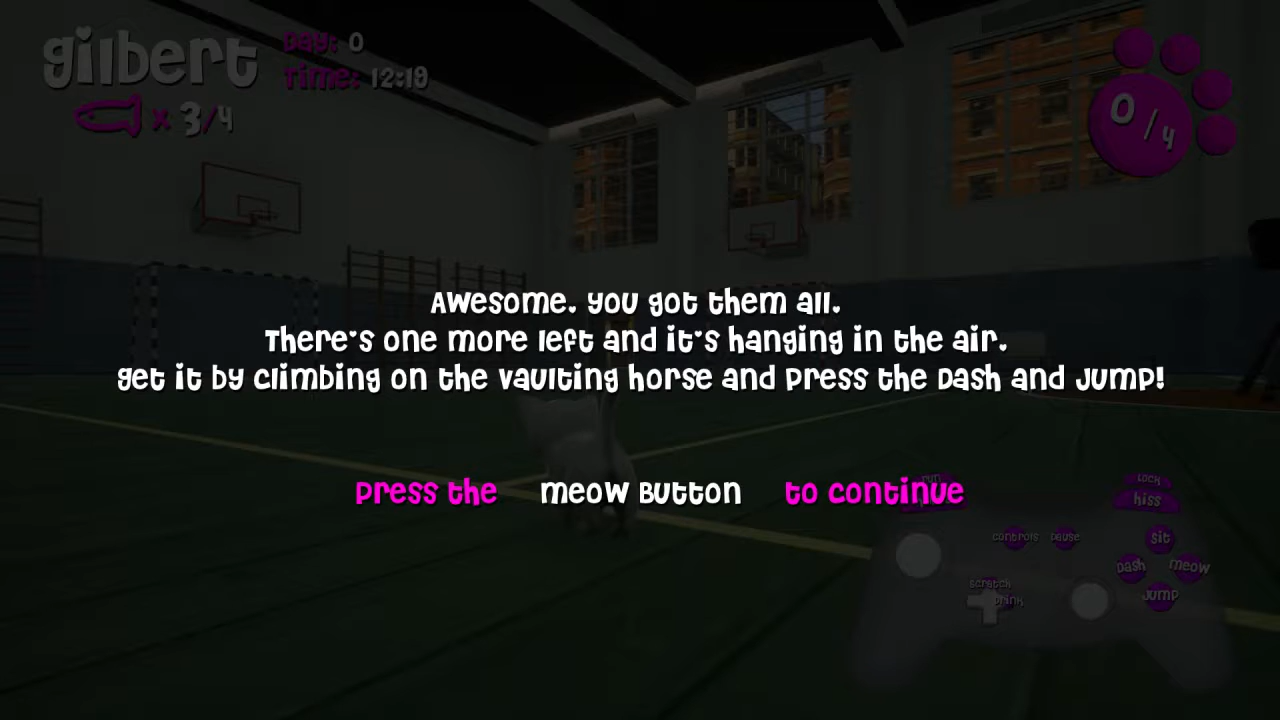 gilbert
Day: 0
Time: 12:19
x 3/4
0/4
Awesome. you got them all.
There's one more left and it's hanging in the air.
get it by climbing on the vaulting horse and press the Dash and Jump!
Press the meow Button to continue
run
lock
hiss
controls pause
sit
Dash
meow
scratch
Drink
Jump